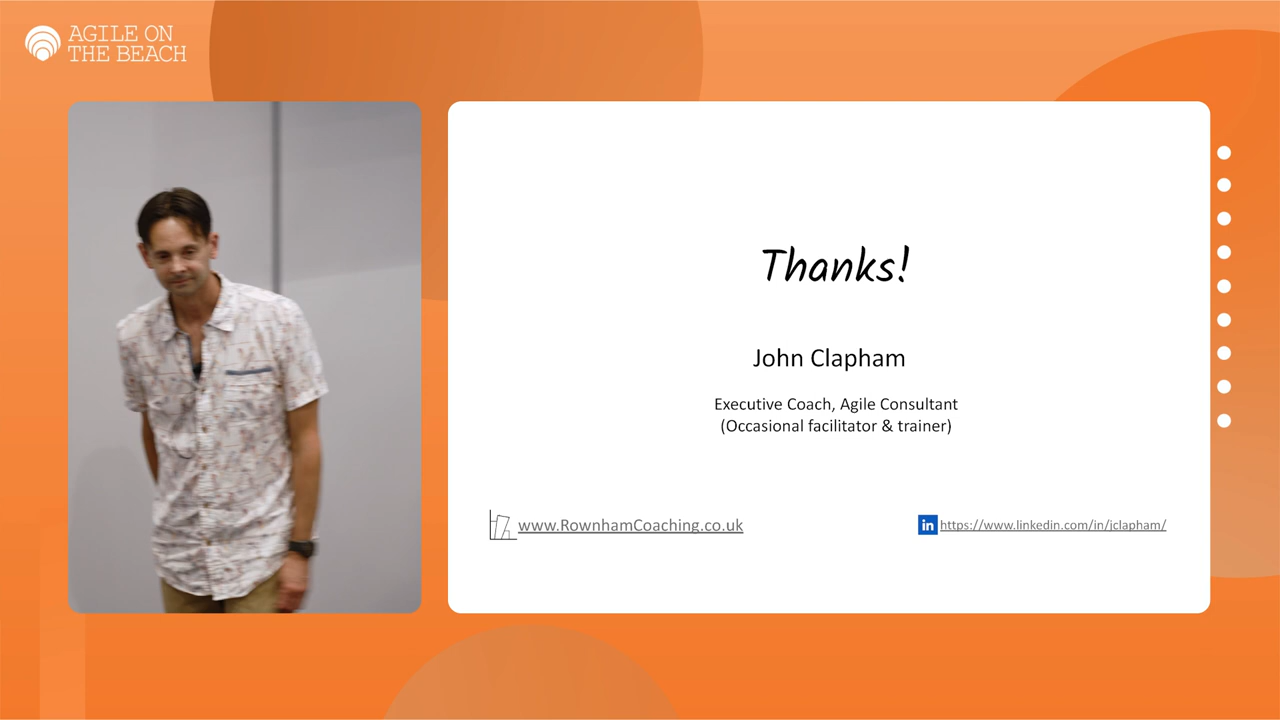 AGILE ON
THE BEACH
Thanks!
John Clapham
Executive Coach, Agile Consultant
(Occasional facilitator & trainer)
www.RownhamCoaching.co.uk
in https://www.linkedin.com/in/jclapham/